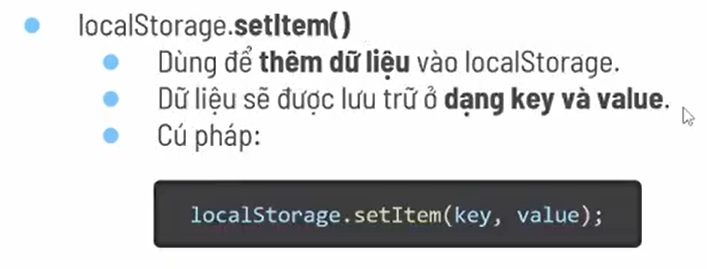 localStorage.setItem()
Dùng để thêm dữ liệu vào localStorage.
Dữ liệu sẽ được lưu trữ ở dạng key và value.
Cú pháp:
localStorage.setItem(key, value);